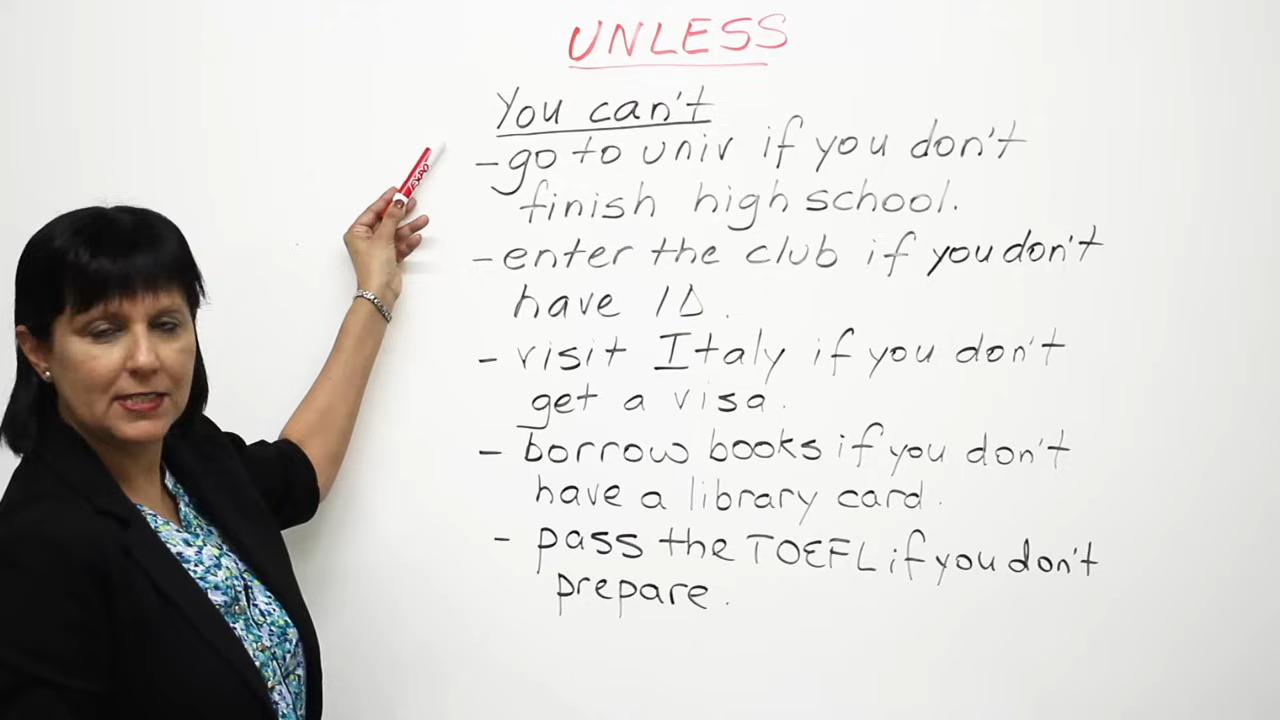 UNLESS
You can't
- go to univ if you don't
finish high school.
- enter the club if you don't
have ID.
- visit Italy if you don't
get a visa.
- borrow books if you don't
have a library card.
- pass the TOEFL if you don't
prepare.
EXPO